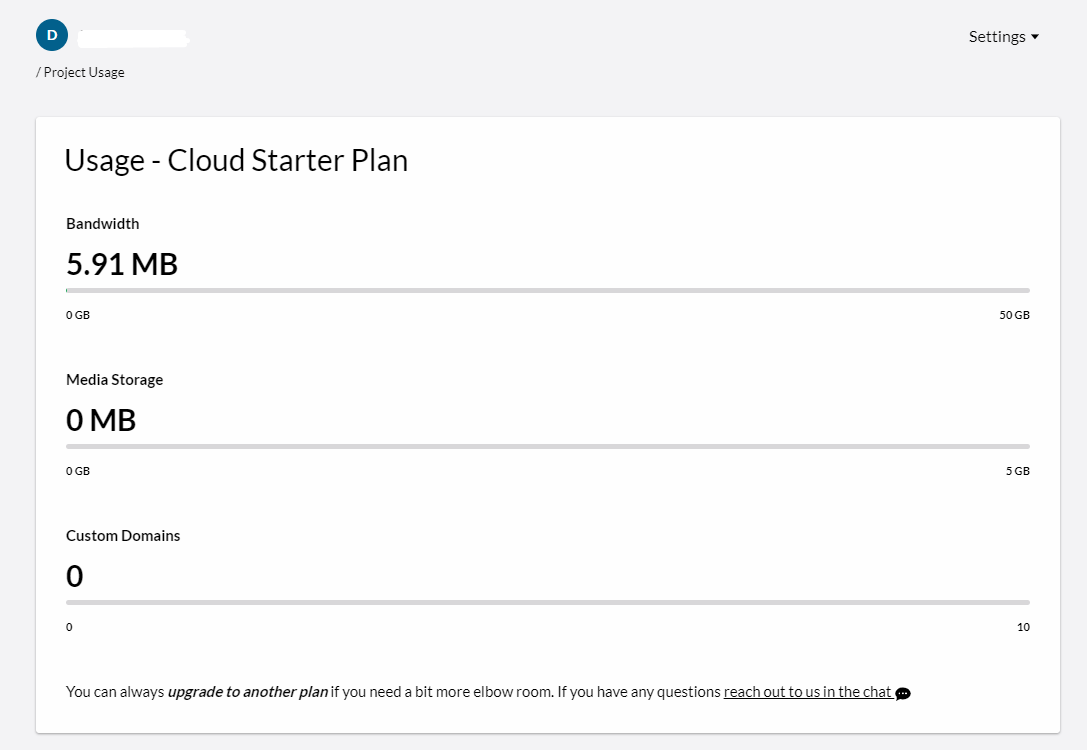 D
Settings
/ Project Usage
Usage - Cloud Starter Plan
Bandwidth
5.91 MB
0 GB 50 GB
Media Storage
0 MB
0 GB 5 GB
Custom Domains
0
0 10
You can always upgrade to another plan if you need a bit more elbow room. If you have any questions reach out to us in the chat